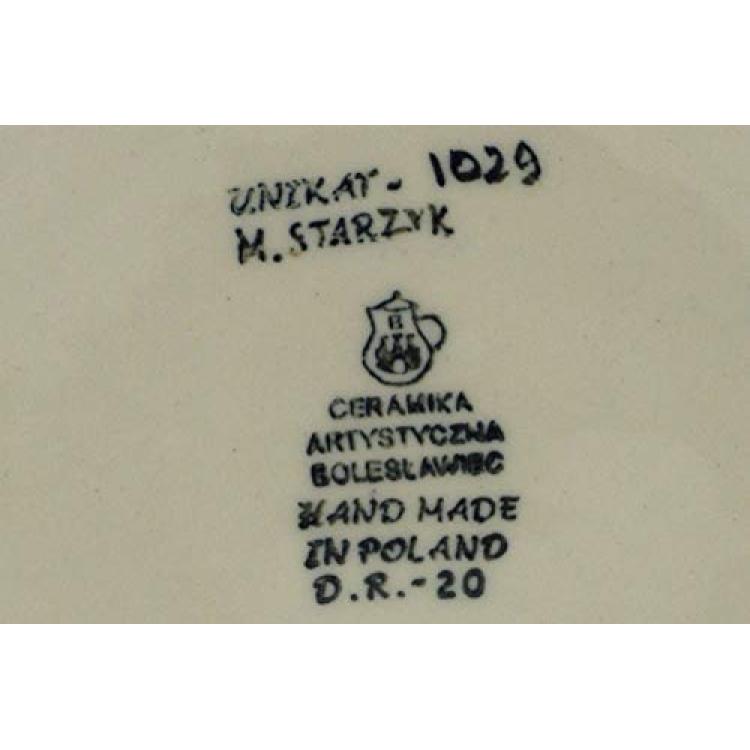 UNIKAT - 1029
M. STARZYK
B
CERAMIKA
ARTYSTYCZNA
BOLESŁAWIEC
HAND MADE
IN POLAND
D.R.-20